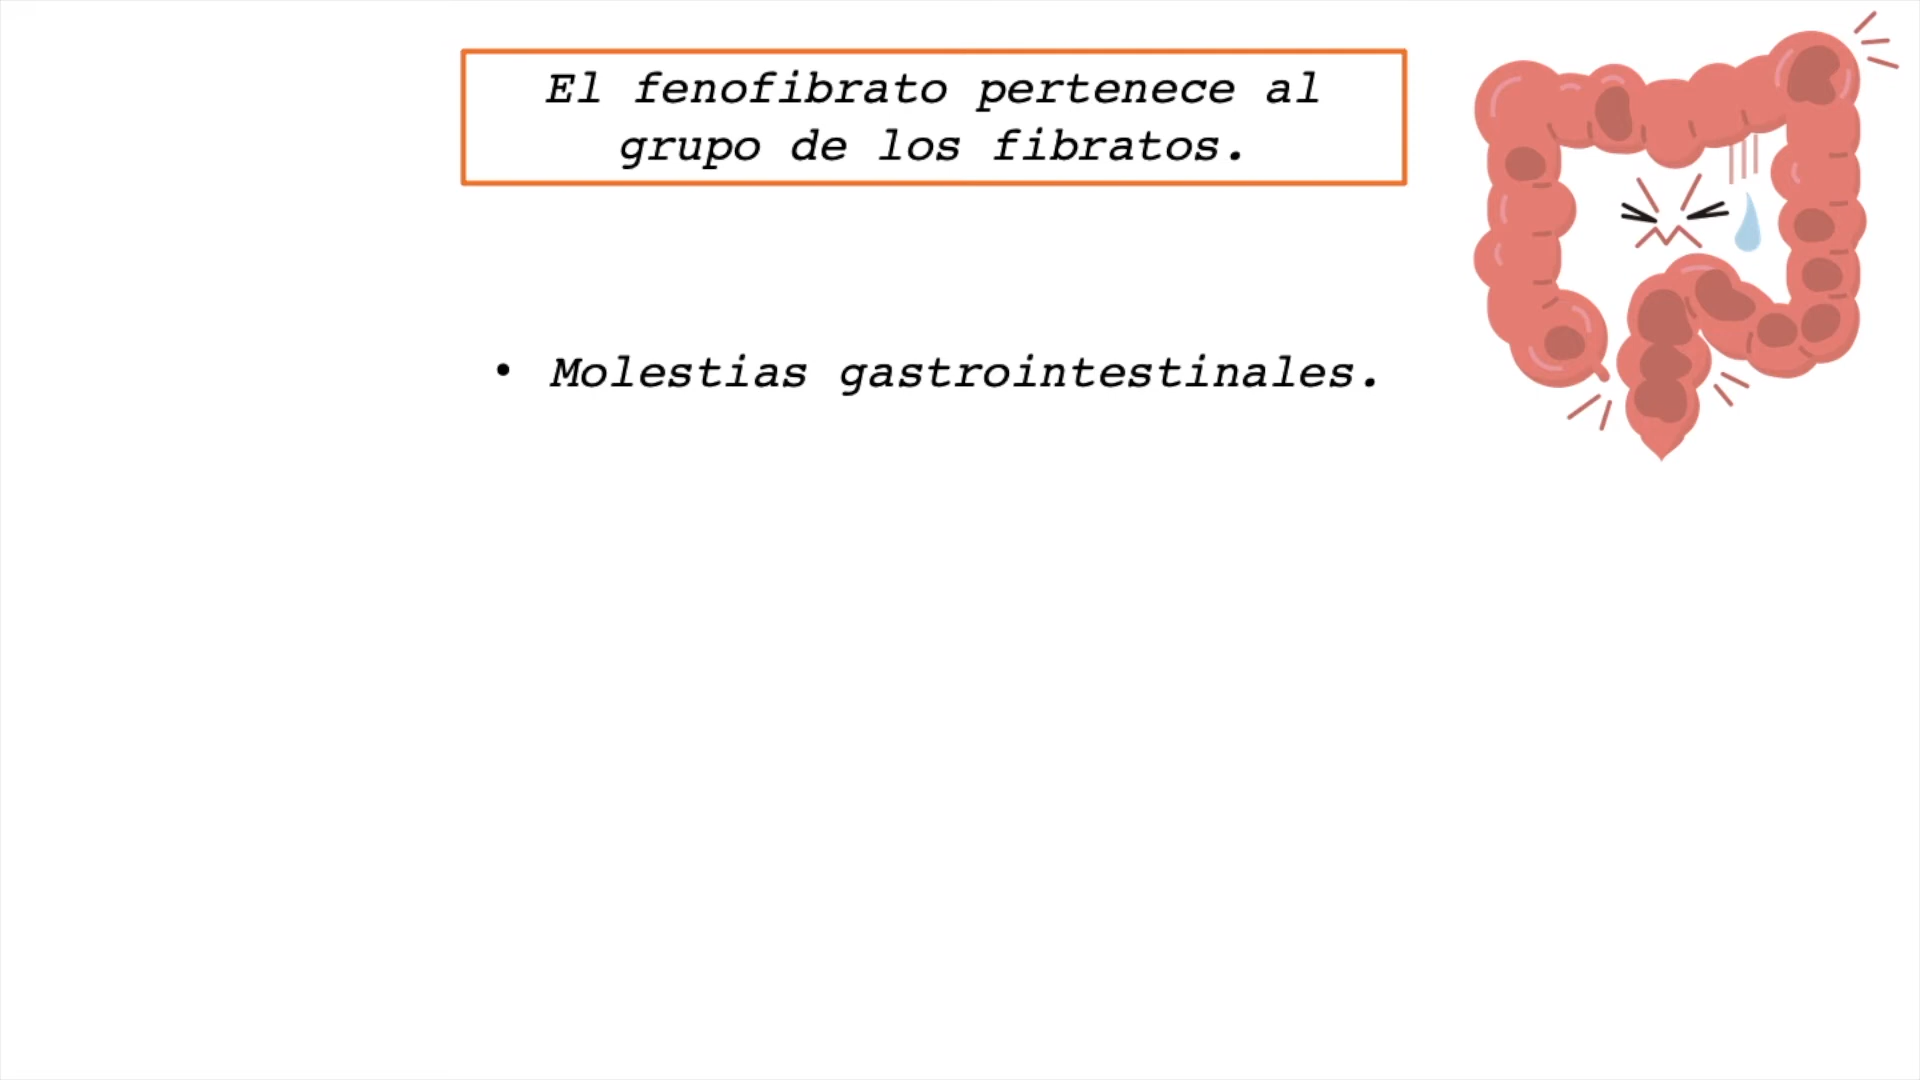 El fenofibrato pertenece al
grupo de los fibratos.
• Molestias gastrointestinales.